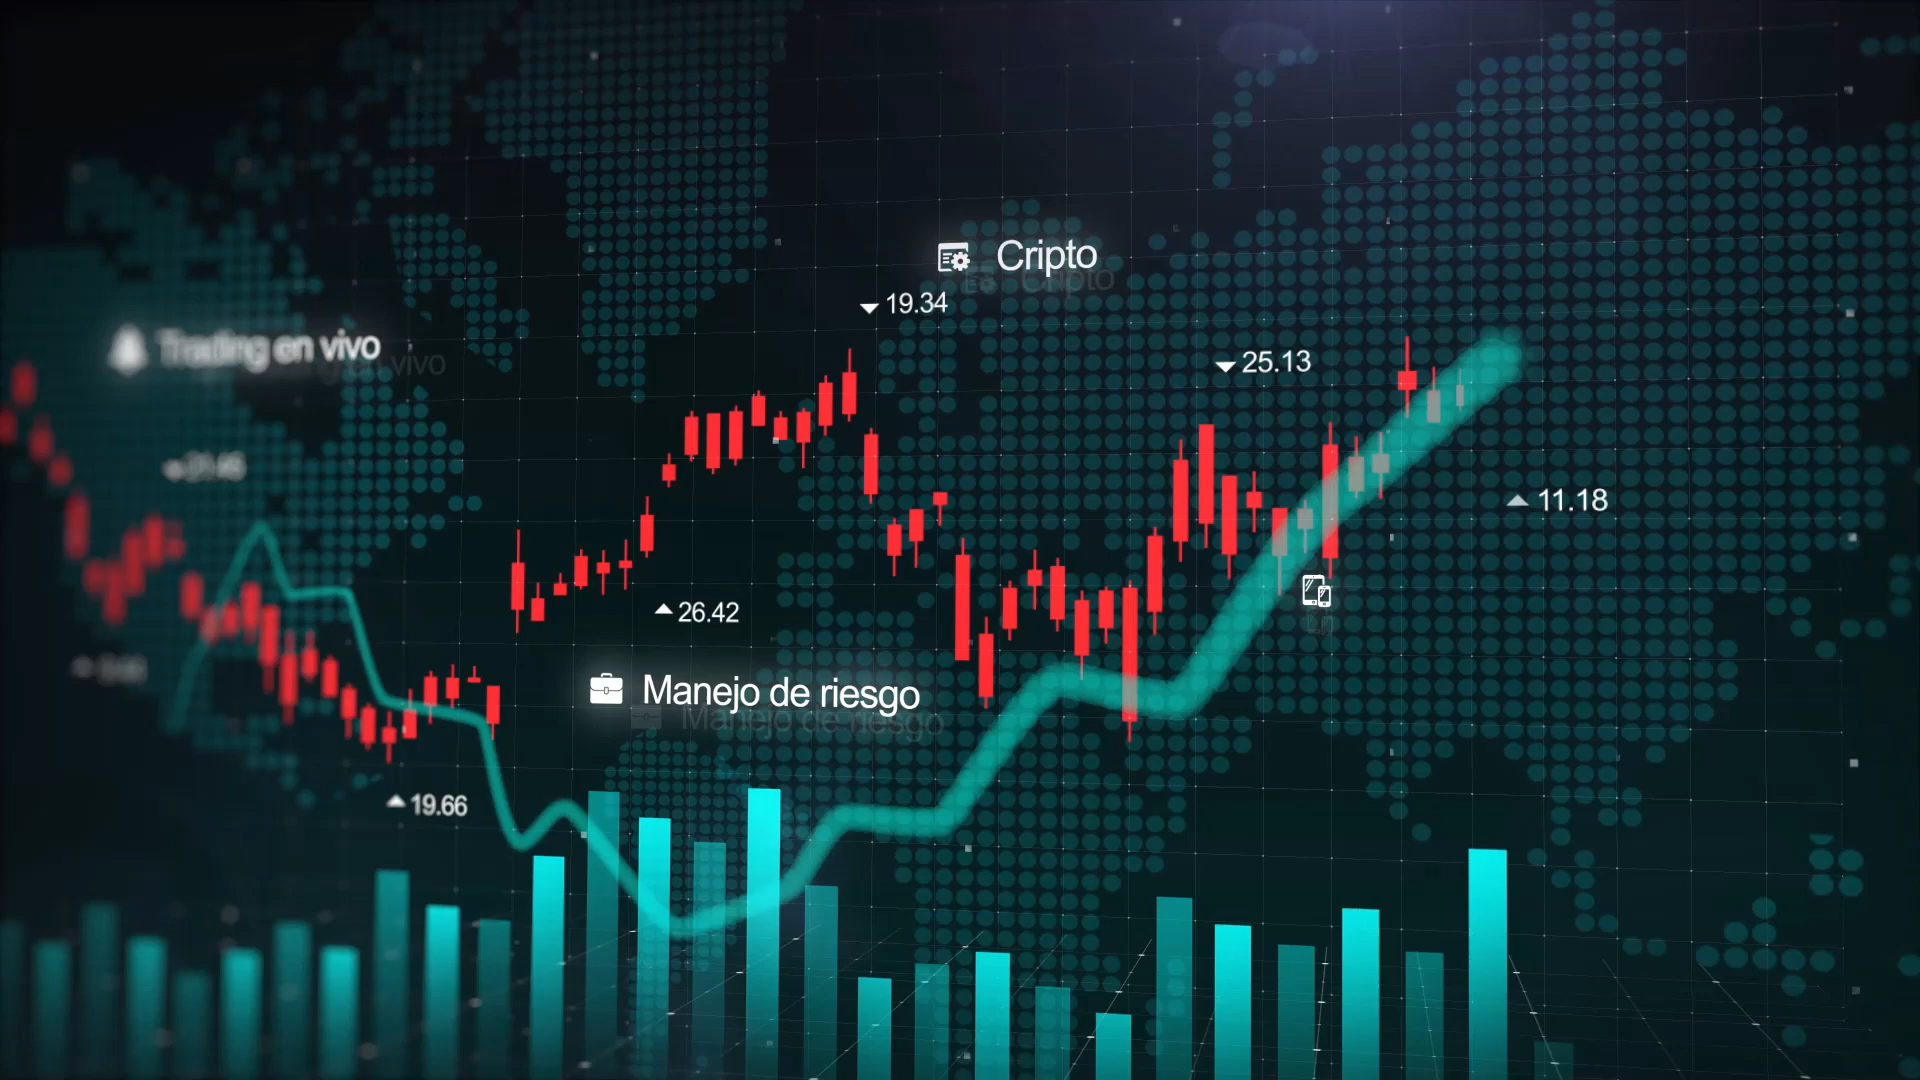 Cripto
19.34
Trading en vivo
25.13
11.18
26.42
Manejo de riesgo
19.66